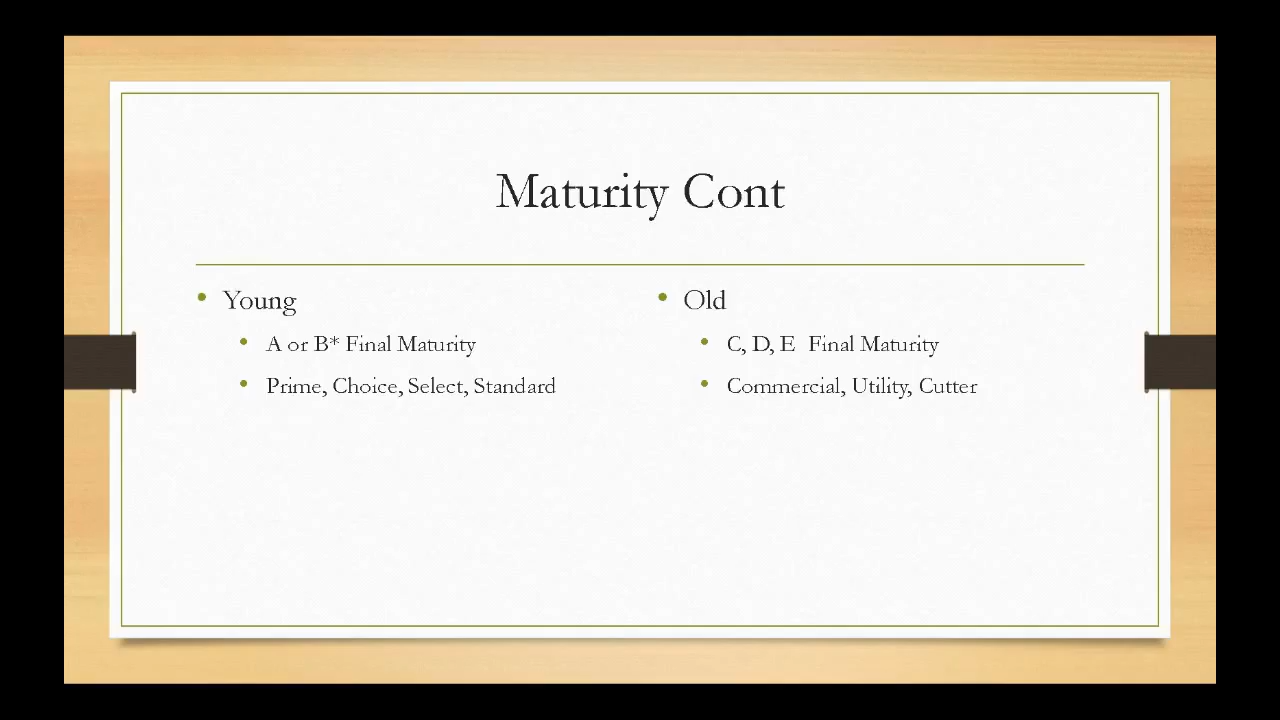 Maturity Cont
• Young
• A or B* Final Maturity
• Prime, Choice, Select, Standard
• Old
• C, D, E  Final Maturity
• Commercial, Utility, Cutter